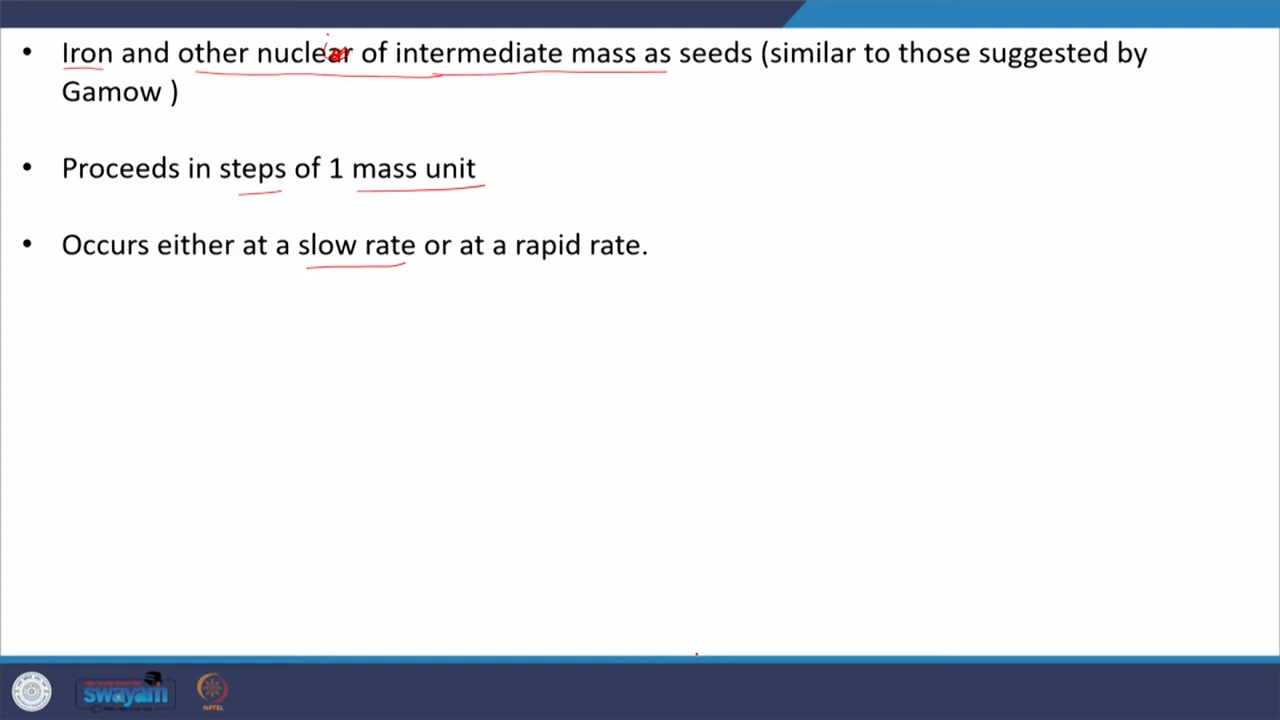 • Iron and other nuclear of intermediate mass as seeds (similar to those suggested by
Gamow )
• Proceeds in steps of 1 mass unit
• Occurs either at a slow rate or at a rapid rate.
swayam
NPTEL